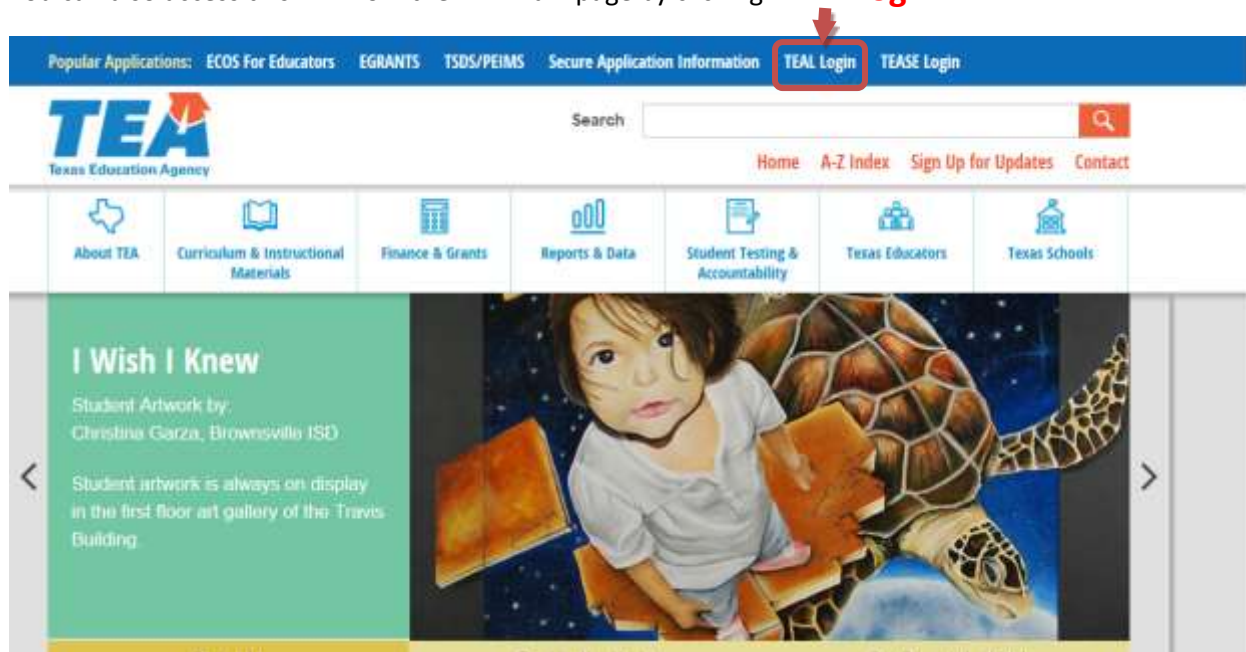 Popular Applications: ECOS For Educators EGRANTS TSDS/PEIMS Secure Application Information TEAL Login TEASE Login
TEA
Texas Education Agency
Search
Home A-Z Index Sign Up for Updates Contact
About TEA
Curriculum & Instructional Materials
Finance & Grants
Reports & Data
Student Testing & Accountability
Texas Educators
Texas Schools
I Wish I Knew
Student Artwork by:
Christina Garza, Brownsville ISD
Student artwork is always on display
in the first floor art gallery of the Travis
Building.